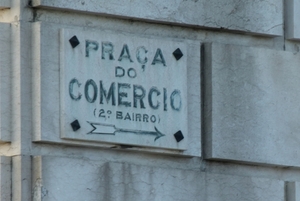 PRAÇA
DO
COMERCIO
(2º BAIRRO)